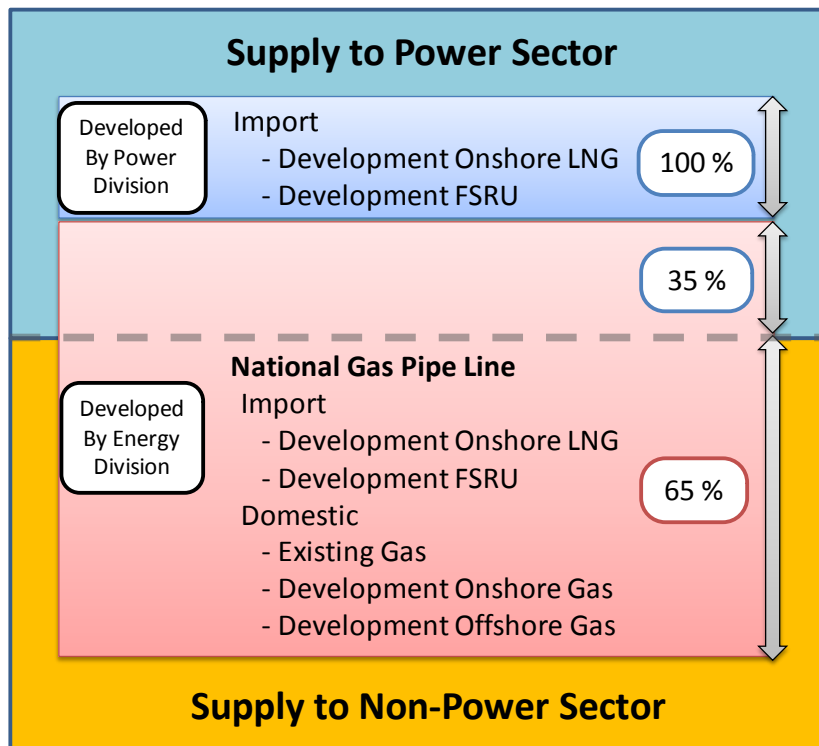 Supply to Power Sector
Developed
By Power
Division
Import
- Development Onshore LNG
- Development FSRU
100 %
35 %
National Gas Pipe Line
Developed
By Energy
Division
Import
- Development Onshore LNG
- Development FSRU
Domestic
- Existing Gas
- Development Onshore Gas
- Development Offshore Gas
65 %
Supply to Non-Power Sector